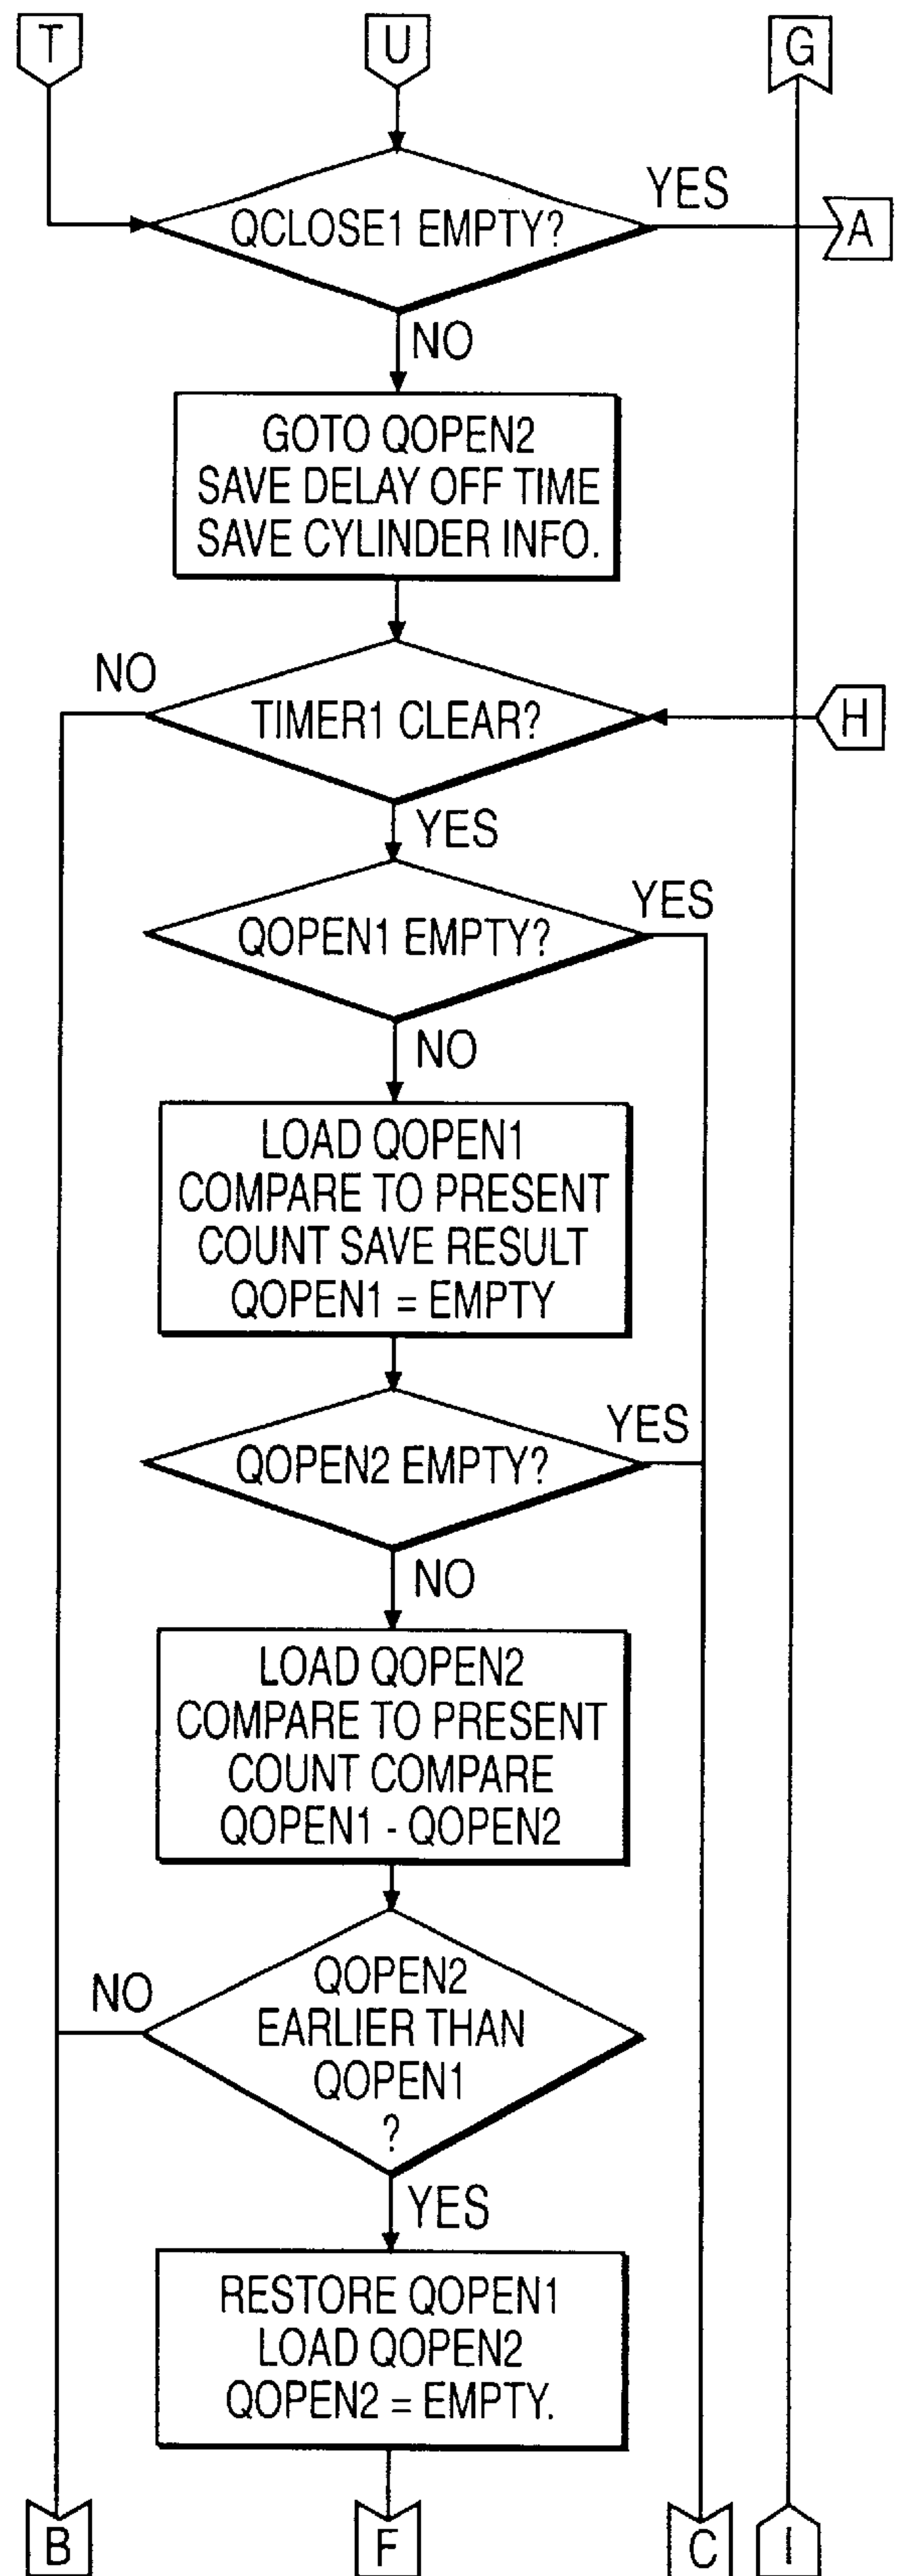 T
U
G
QCLOSE1 EMPTY?
YES
A
NO
GOTO QOPEN2
SAVE DELAY OFF TIME
SAVE CYLINDER INFO.
NO
TIMER1 CLEAR?
H
YES
QOPEN1 EMPTY?
YES
NO
LOAD QOPEN1
COMPARE TO PRESENT
COUNT SAVE RESULT
QOPEN1 = EMPTY
QOPEN2 EMPTY?
YES
NO
LOAD QOPEN2
COMPARE TO PRESENT
COUNT COMPARE
QOPEN1 - QOPEN2
NO
QOPEN2
EARLIER THAN
QOPEN1
?
YES
RESTORE QOPEN1
LOAD QOPEN2
QOPEN2 = EMPTY.
B
F
C
I